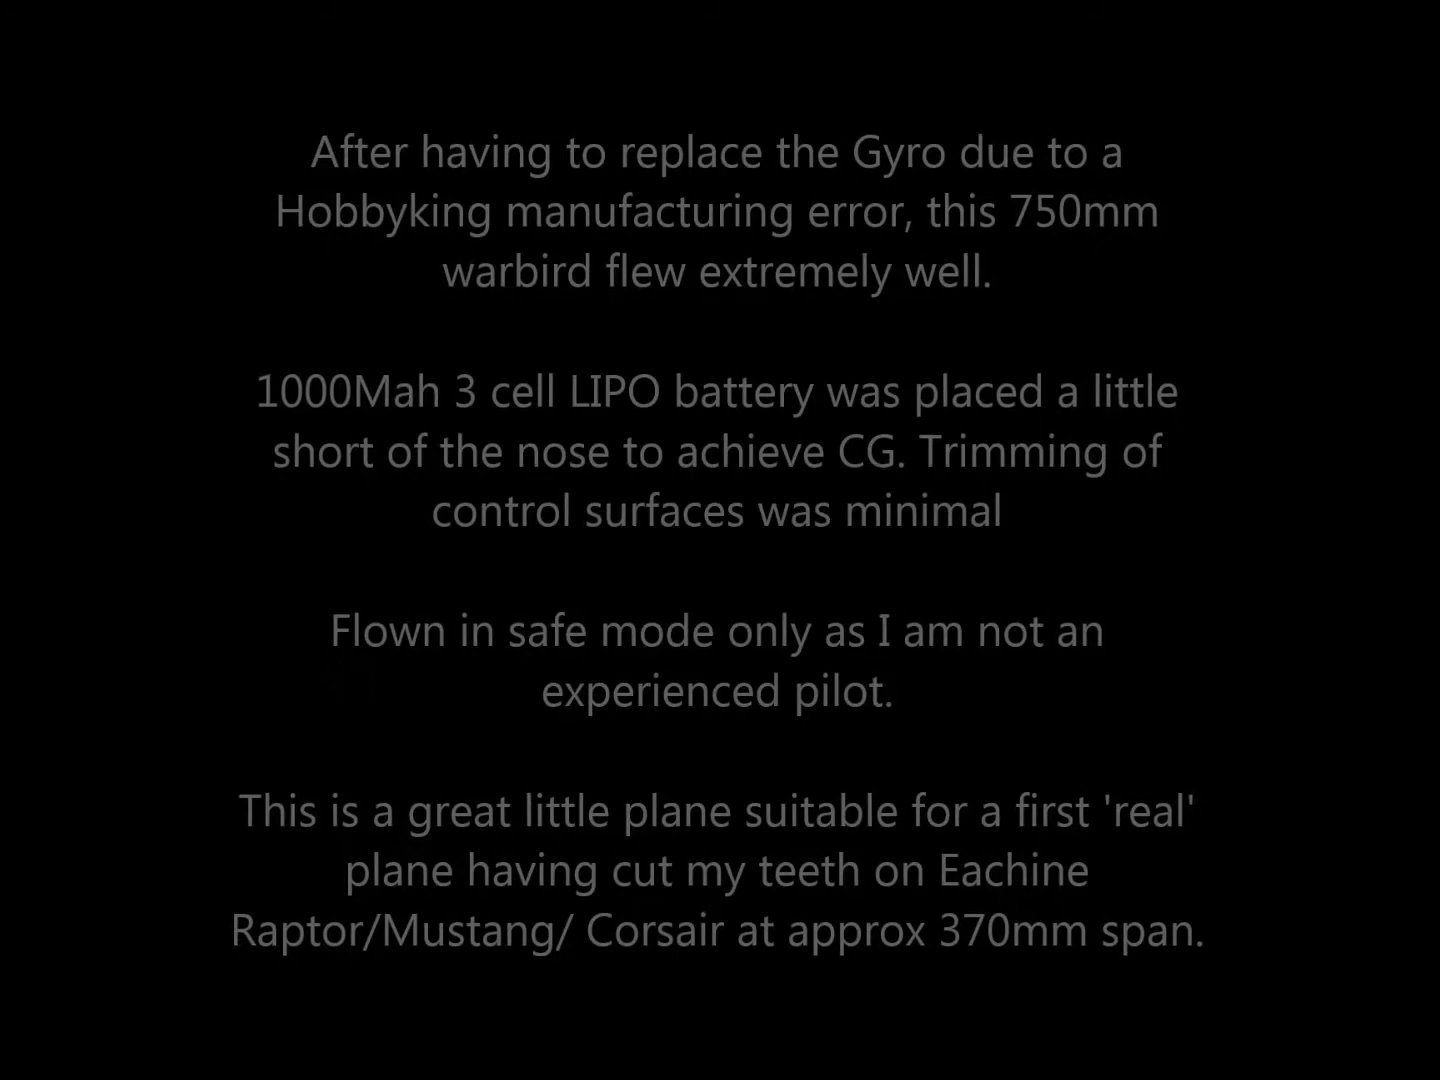 After having to replace the Gyro due to a
Hobbyking manufacturing error, this 750mm
warbird flew extremely well.
1000Mah 3 cell LIPO battery was placed a little
short of the nose to achieve CG. Trimming of
control surfaces was minimal
Flown in safe mode only as I am not an
experienced pilot.
This is a great little plane suitable for a first 'real'
plane having cut my teeth on Eachine
Raptor/Mustang/ Corsair at approx 370mm span.